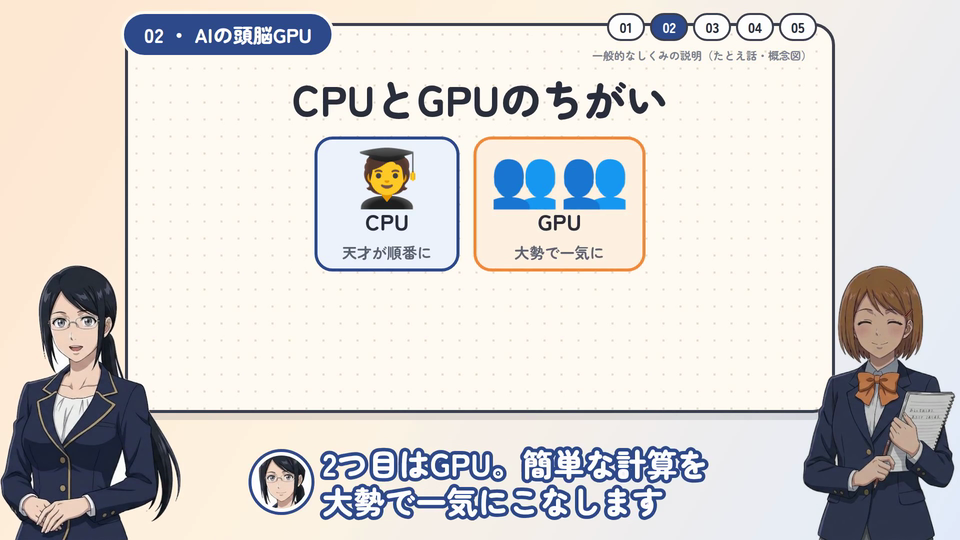 02 ・ AIの頭脳GPU
01 02 03 04 05
一般的なしくみの説明（たとえ話・概念図）
CPUとGPUのちがい
CPU
天才が順番に
GPU
大勢で一気に
2つ目はGPU。簡単な計算を
大勢で一気にこなします